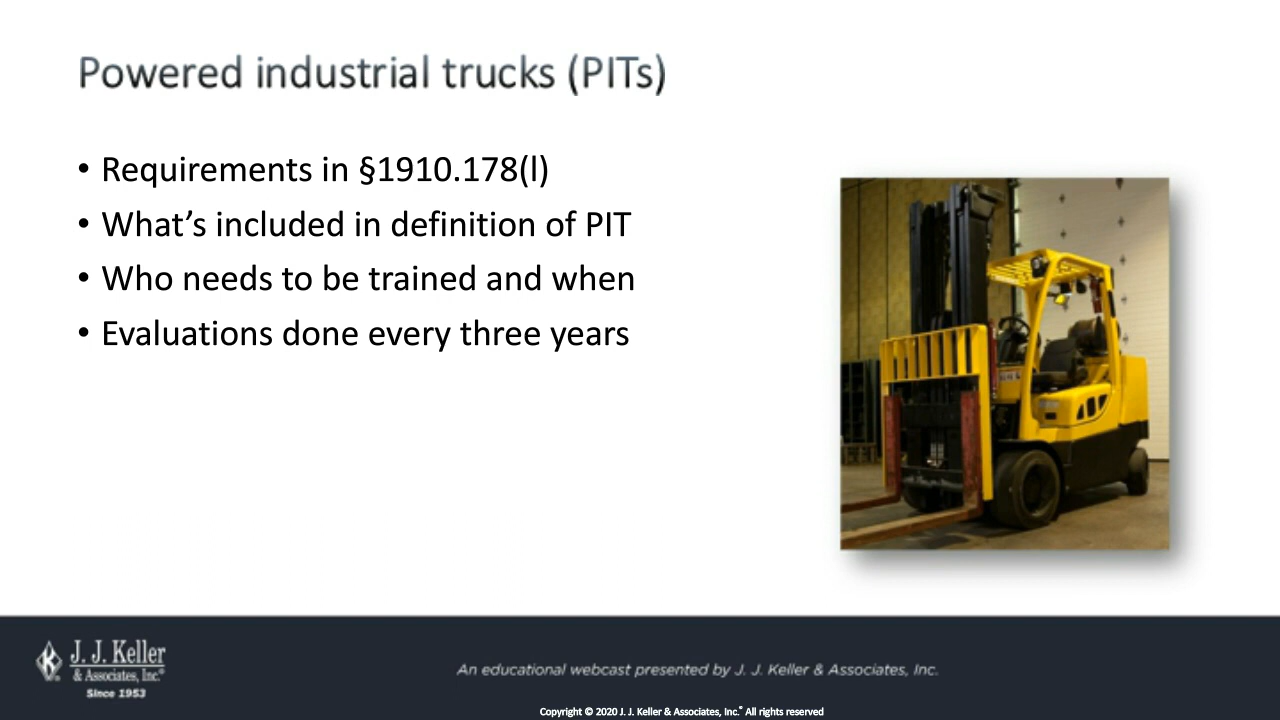 Powered industrial trucks (PITs)
• Requirements in §1910.178(l)
• What’s included in definition of PIT
• Who needs to be trained and when
• Evaluations done every three years
J. J. Keller
& Associates, Inc.®
Since 1953
An educational webcast presented by J. J. Keller & Associates, Inc.
Copyright © 2020 J. J. Keller & Associates, Inc.® All rights reserved